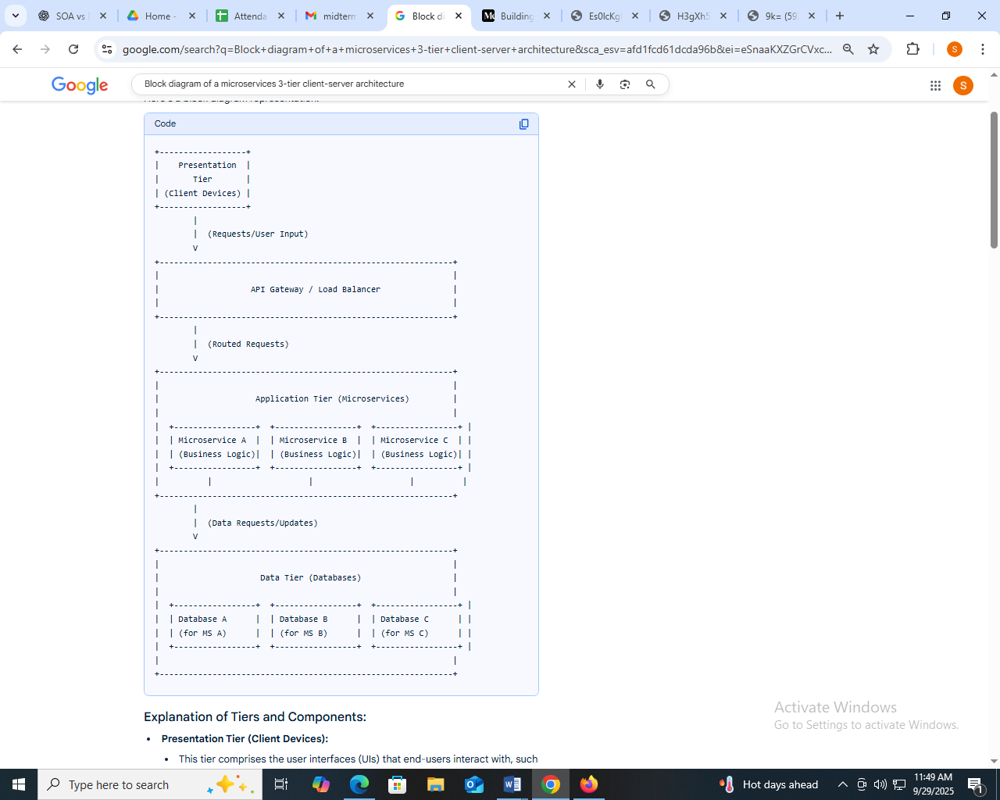 SOA vs
Home -
Attenda
midterm
Block di
Building
Es0lcKg
H3gXh5
9k= (59
google.com/search?q=Block+diagram+of+a+microservices+3-tier+client-server+architecture&sca_esv=afd1fcd61dcda96b&ei=eSnaaKXZGrCVxc...
S
Google
Block diagram of a microservices 3-tier client-server architecture
S
Here's a block diagram representation:
Code
+------------------+
|    Presentation  |
|       Tier       |
| (Client Devices) |
+------------------+
        |
        |  (Requests/User Input)
        V
+-------------------------------------------------------------+
|                                                             |
|                   API Gateway / Load Balancer               |
|                                                             |
+-------------------------------------------------------------+
        |
        |  (Routed Requests)
        V
+-------------------------------------------------------------+
|                                                             |
|                    Application Tier (Microservices)         |
|                                                             |
|  +-----------------+  +-----------------+  +-----------------+ |
|  | Microservice A  |  | Microservice B  |  | Microservice C  | |
|  | (Business Logic)|  | (Business Logic)|  | (Business Logic)| |
|  +-----------------+  +-----------------+  +-----------------+ |
|          |                    |                    |          |
+-------------------------------------------------------------+
        |
        |  (Data Requests/Updates)
        V
+-------------------------------------------------------------+
|                                                             |
|                     Data Tier (Databases)                   |
|                                                             |
|  +-----------------+  +-----------------+  +-----------------+ |
|  | Database A      |  | Database B      |  | Database C      | |
|  | (for MS A)      |  | (for MS B)      |  | (for MS C)      | |
|  +-----------------+  +-----------------+  +-----------------+ |
|                                                             |
+-------------------------------------------------------------+
Explanation of Tiers and Components:
• Presentation Tier (Client Devices):
• This tier comprises the user interfaces (UIs) that end-users interact with, such
Activate Windows
Go to Settings to activate Windows.
Type here to search
Hot days ahead
11:49 AM
9/29/2025
1